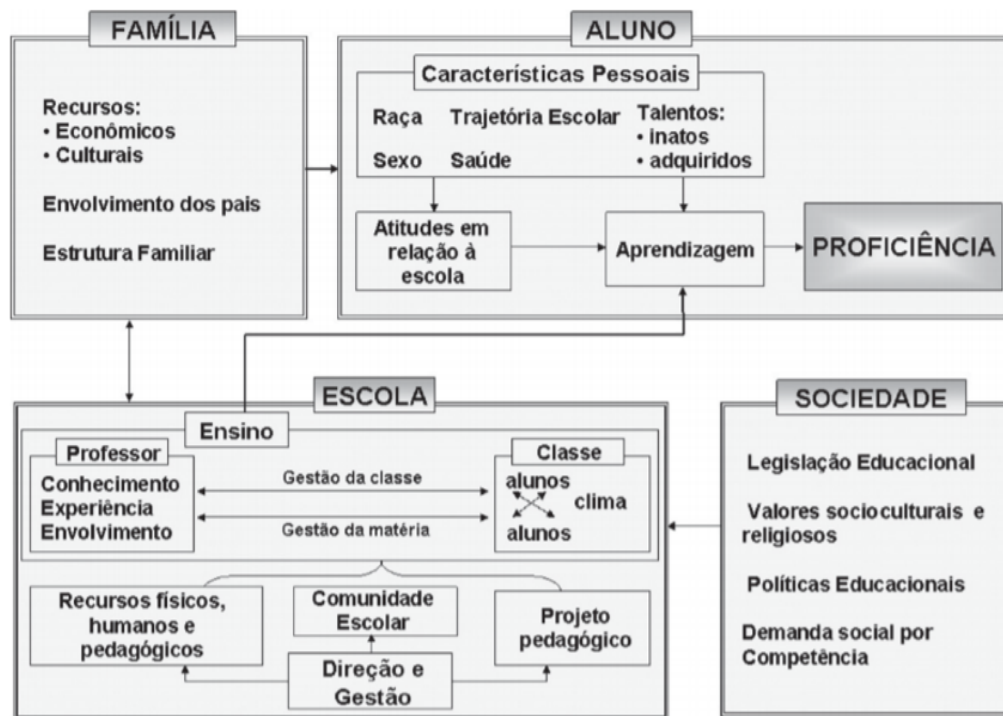 FAMÍLIA
Recursos:
• Econômicos
• Culturais
Envolvimento dos pais
Estrutura Familiar
ALUNO
Características Pessoais
Raça
Trajetória Escolar
Talentos:
• inatos
• adquiridos
Sexo
Saúde
Atitudes em
relação à
escola
Aprendizagem
PROFICIÊNCIA
ESCOLA
Ensino
Professor
Conhecimento
Experiência
Envolvimento
Gestão da classe
Gestão da matéria
Classe
alunos
clima
alunos
Recursos físicos,
humanos e
pedagógicos
Comunidade
Escolar
Projeto
pedagógico
Direção e
Gestão
SOCIEDADE
Legislação Educacional
Valores socioculturais e
religiosos
Políticas Educacionais
Demanda social por
Competência